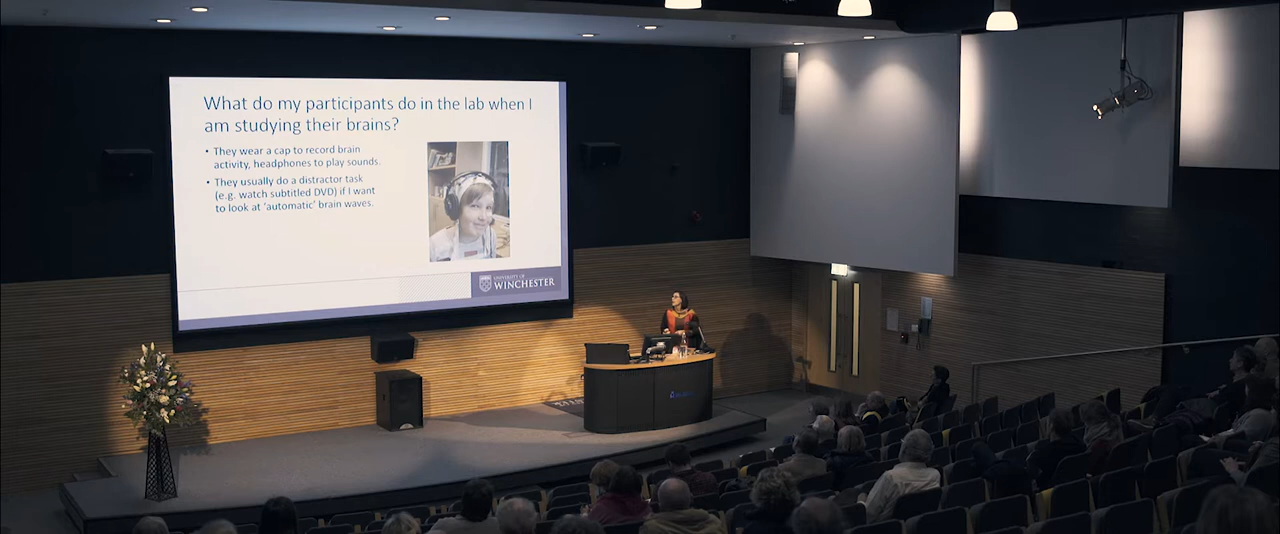 What do my participants do in the lab when I
am studying their brains?
• They wear a cap to record brain
activity, headphones to play sounds.
• They usually do a distractor task
(e.g. watch subtitled DVD) if I want
to look at 'automatic' brain waves.
UNIVERSITY OF
WINCHESTER